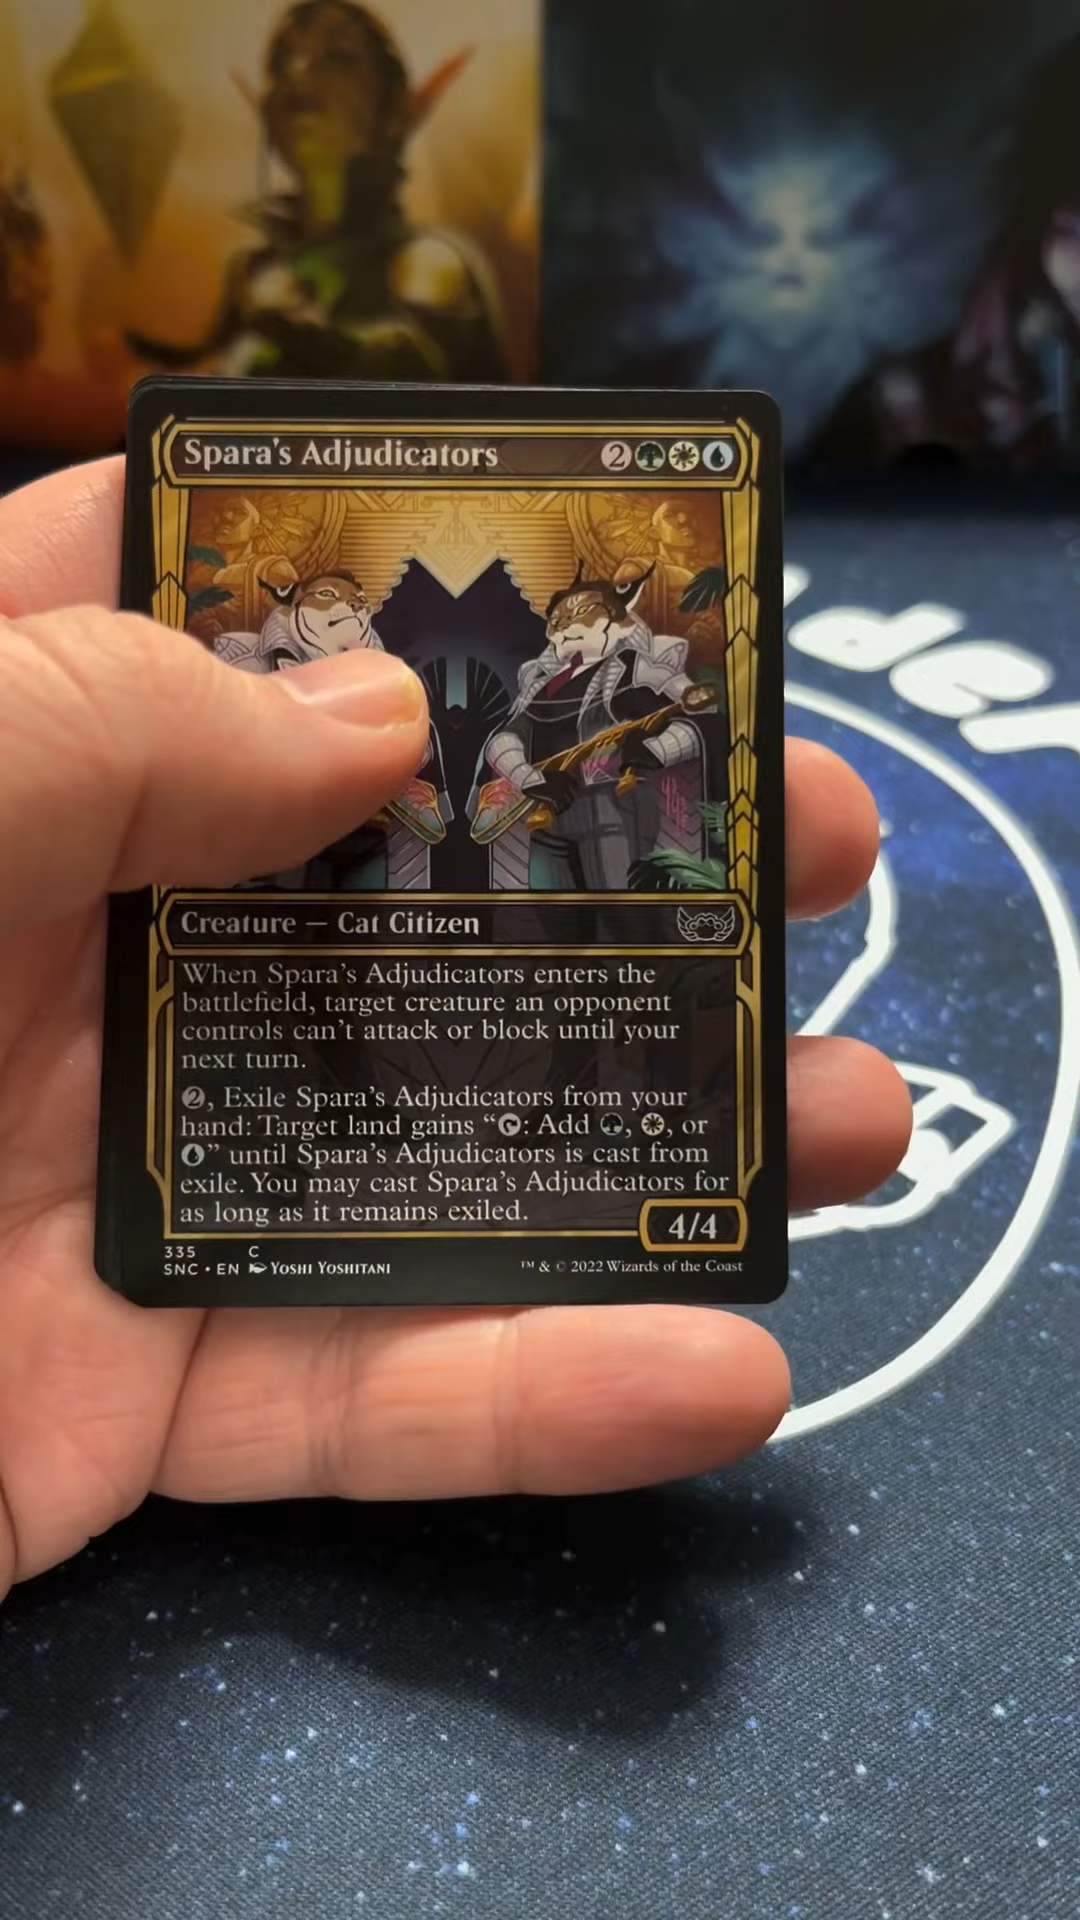 Spara's Adjudicators 2
Creature — Cat Citizen
When Spara's Adjudicators enters the
battlefield, target creature an opponent
controls can't attack or block until your
next turn.
2, Exile Spara's Adjudicators from your
hand: Target land gains “: Add , , or
” until Spara's Adjudicators is cast from
exile. You may cast Spara's Adjudicators for
as long as it remains exiled.
4/4
335 C
SNC • EN YOSHI YOSHITANI
™ & © 2022 Wizards of the Coast